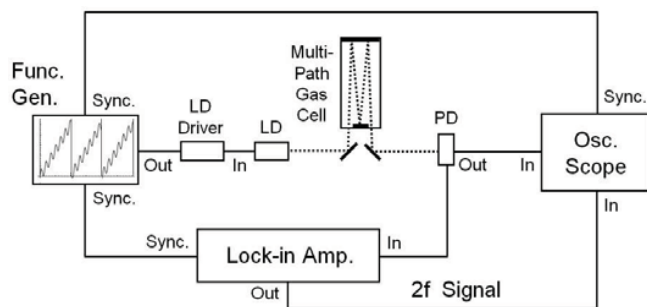 Func.
Gen.
Sync.
LD
Driver
LD
Multi-
Path
Gas
Cell
PD
Sync.
Osc.
Scope
Out
In
Out
In
Sync.
In
Sync.
Lock-in Amp.
In
Out
2f Signal